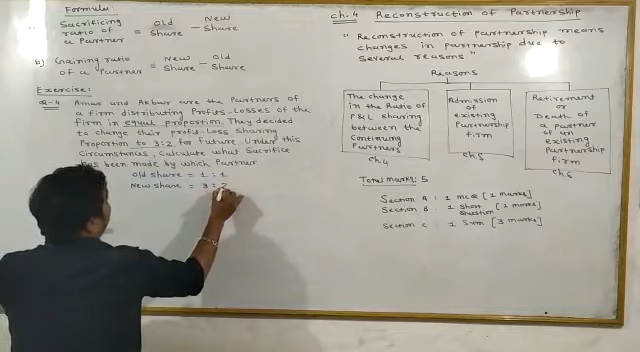 Formula
Sacrificing ratio of a Partner = Old Share - New Share
b) Gaining ratio of a Partner = New Share - Old Share
Exercise:
Q-4 Amar and Akbar are the Partners of
a firm distributing Profits-Losses of the
firm in equal proportion. They decided
to change their profit-Loss sharing
Proportion to 3:2 for future. Under this
Circumstances, Calculate what Sacrifice
has been made by which Partner
Old share = 1 : 1
New share = 3 : 2
ch.4 Reconstruction of Partnership
"Reconstruction of partnership means
changes in partnership due to
several reasons"
Reasons
The change
in the Ratio of
P&L sharing
between the
Continuing
Partners
ch.4
Admission
of
existing
Partnership
firm
ch.5
Retirement
or
Death of
a partner
of an
existing
Partnership
firm
ch.6
Total marks: 5
Section A : 1 mcq [1 marks]
Section B : 1 Short Question [1 marks]
Section C : 1 Sum [3 marks]